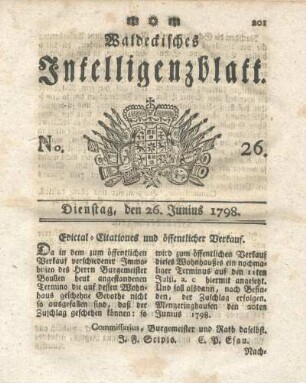 201
Waldeckisches
Intelligenzblatt.
No. 26.
Dienstag, den 26. Junius 1798.
Edictal-Citationes und öffentlicher Verkauf.
Da in dem zum öffentlichen
Verkauf verschiedener Immo-
bilien des Herrn Burgemeister
heut angestandenen
Termino die auf dessen Wohn-
haus geschehne Gebothe nicht
so angenommen sind, daß der
Zuschlag geschehen können: so
wird zum öffentlichen Verkauf
dieses Wohnhauses ein nochma-
liger Terminus auf den 11ten
Julii. a. c hiermit angesetzt.
Und soll alsdann, nach Befin-
den, der Zuschlag erfolgen.
Mengeringhausen den 20ten
Junius 1798.
Commissarius, Burgemeister und Rath daselbst.
J. F. Scipio. C. P. Esau.
Nach-